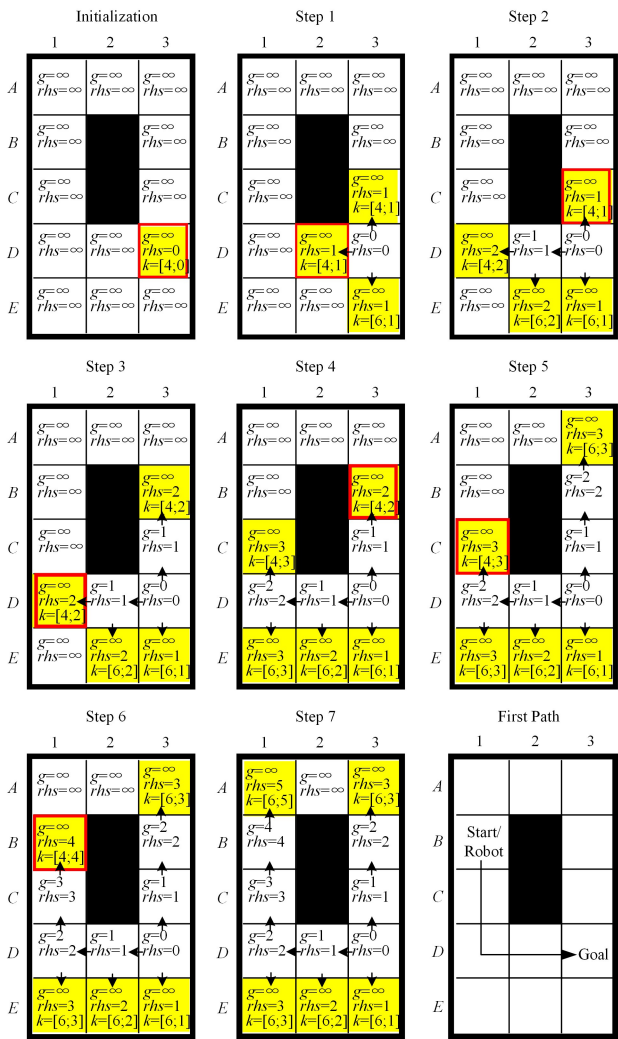 Initialization
1 2 3
A
g=∞ g=∞ g=∞
rhs=∞ rhs=∞ rhs=∞
B
g=∞ g=∞
rhs=∞ rhs=∞
C
g=∞ g=∞
rhs=∞ rhs=∞
D
g=∞ g=∞ g=∞
rhs=∞ rhs=∞ rhs=0
k=[4;0]
E
g=∞ g=∞ g=∞
rhs=∞ rhs=∞ rhs=∞
Step 1
1 2 3
g=∞ g=∞ g=∞
rhs=∞ rhs=∞ rhs=∞
g=∞ g=∞
rhs=∞ rhs=∞
g=∞ g=∞
rhs=∞ rhs=1
k=[4;1]
g=∞ g=∞ g=0
rhs=∞ rhs=1 rhs=0
k=[4;1]
g=∞ g=∞ g=∞
rhs=∞ rhs=∞ rhs=1
k=[6;1]
Step 2
1 2 3
g=∞ g=∞ g=∞
rhs=∞ rhs=∞ rhs=∞
g=∞ g=∞
rhs=∞ rhs=∞
g=∞ g=∞
rhs=∞ rhs=1
k=[4;1]
g=∞ g=1 g=0
rhs=2 rhs=1 rhs=0
k=[4;2]
g=∞ g=∞ g=∞
rhs=∞ rhs=2 rhs=1
k=[6;2] k=[6;1]
Step 3
1 2 3
A
g=∞ g=∞ g=∞
rhs=∞ rhs=∞ rhs=∞
B
g=∞ g=∞
rhs=∞ rhs=2
k=[4;2]
C
g=∞ g=1
rhs=∞ rhs=1
D
g=∞ g=1 g=0
rhs=2 rhs=1 rhs=0
k=[4;2]
E
g=∞ g=∞ g=∞
rhs=∞ rhs=2 rhs=1
k=[6;2] k=[6;1]
Step 4
1 2 3
g=∞ g=∞ g=∞
rhs=∞ rhs=∞ rhs=∞
g=∞ g=∞
rhs=∞ rhs=2
k=[4;2]
g=∞ g=1
rhs=3 rhs=1
k=[4;3]
g=2 g=1 g=0
rhs=2 rhs=1 rhs=0
g=∞ g=∞ g=∞
rhs=3 rhs=2 rhs=1
k=[6;3] k=[6;2] k=[6;1]
Step 5
1 2 3
g=∞ g=∞ g=∞
rhs=∞ rhs=∞ rhs=3
k=[6;3]
g=∞ g=2
rhs=∞ rhs=2
g=∞ g=1
rhs=3 rhs=1
k=[4;3]
g=2 g=1 g=0
rhs=2 rhs=1 rhs=0
g=∞ g=∞ g=∞
rhs=3 rhs=2 rhs=1
k=[6;3] k=[6;2] k=[6;1]
Step 6
1 2 3
A
g=∞ g=∞ g=∞
rhs=∞ rhs=∞ rhs=3
k=[6;3]
B
g=∞ g=2
rhs=4 rhs=2
k=[4;4]
C
g=3 g=1
rhs=3 rhs=1
D
g=2 g=1 g=0
rhs=2 rhs=1 rhs=0
E
g=∞ g=∞ g=∞
rhs=3 rhs=2 rhs=1
k=[6;3] k=[6;2] k=[6;1]
Step 7
1 2 3
g=∞ g=∞ g=∞
rhs=5 rhs=∞ rhs=3
k=[6;5] k=[6;3]
g=4 g=2
rhs=4 rhs=2
g=3 g=1
rhs=3 rhs=1
g=2 g=1 g=0
rhs=2 rhs=1 rhs=0
g=∞ g=∞ g=∞
rhs=3 rhs=2 rhs=1
k=[6;3] k=[6;2] k=[6;1]
First Path
1 2 3
A
B
Start/
Robot
C
D
Goal
E